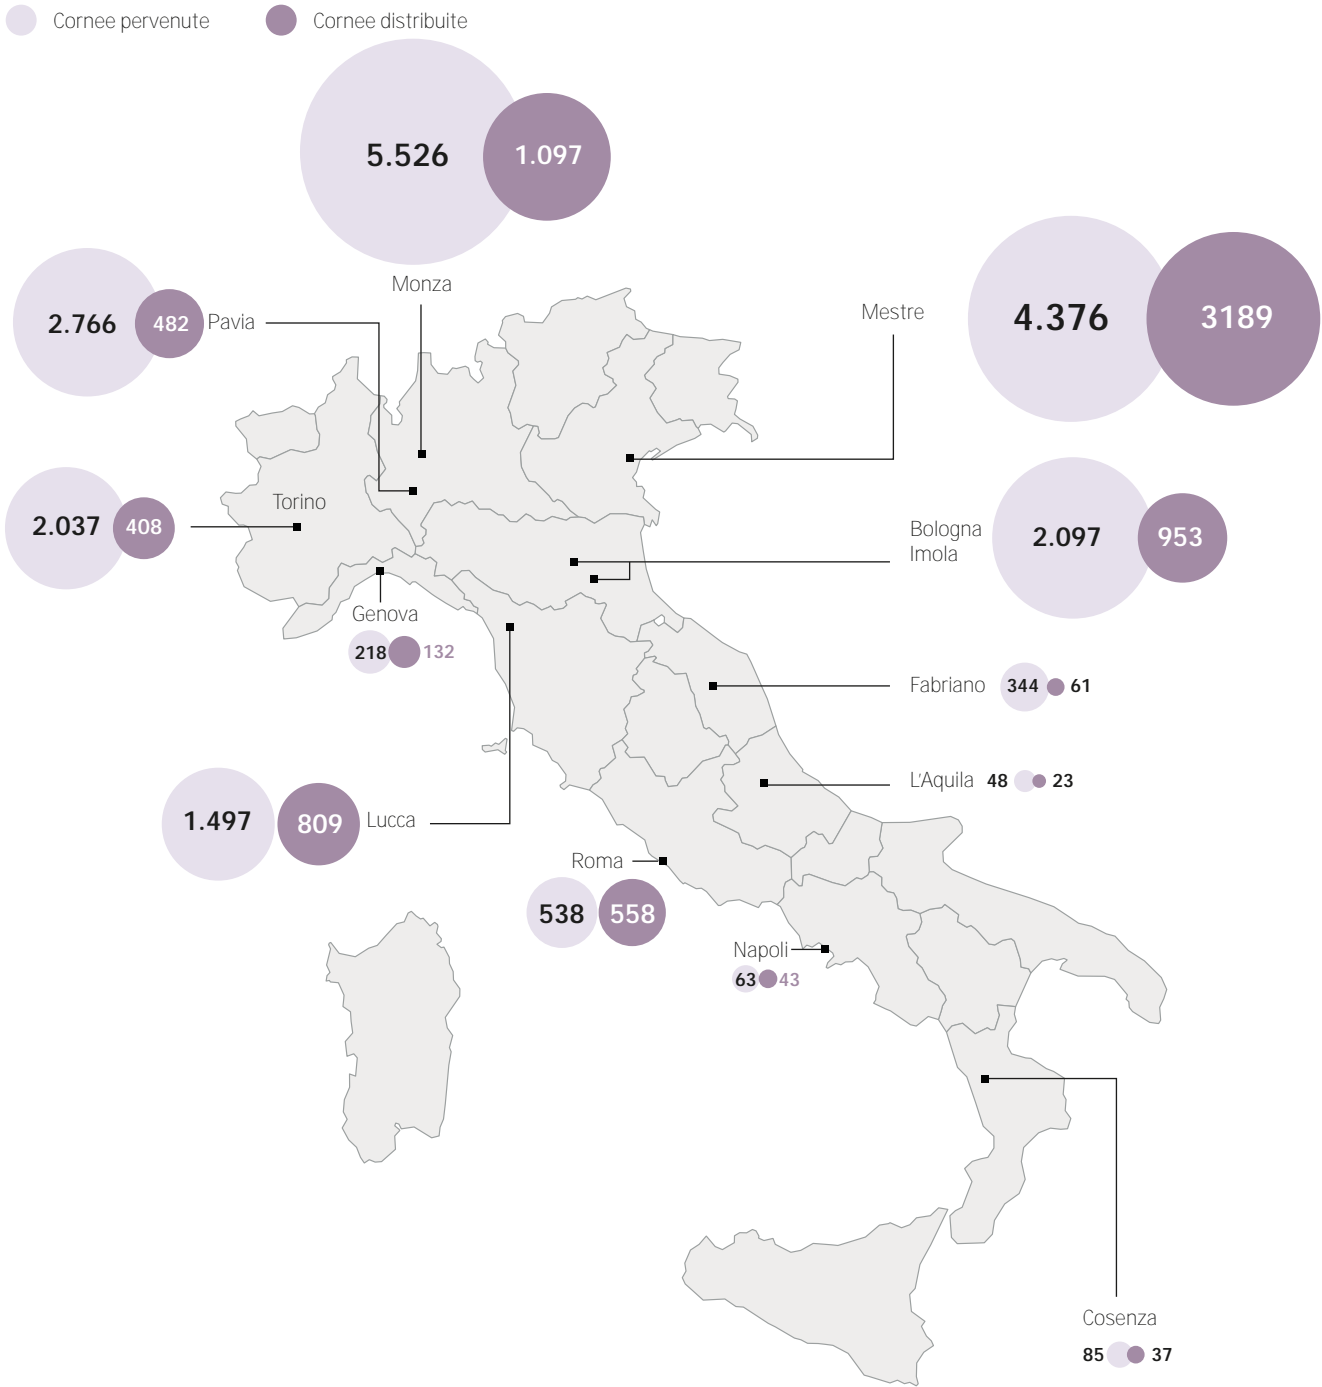 Cornee pervenute
Cornee distribuite
5.526
1.097
Monza
2.766
482
Pavia
Mestre
4.376
3189
2.037
408
Torino
Bologna
Imola
2.097
953
Genova
218
132
Fabriano
344
61
L'Aquila
48
23
1.497
809
Lucca
Roma
538
558
Napoli
63
43
Cosenza
85
37